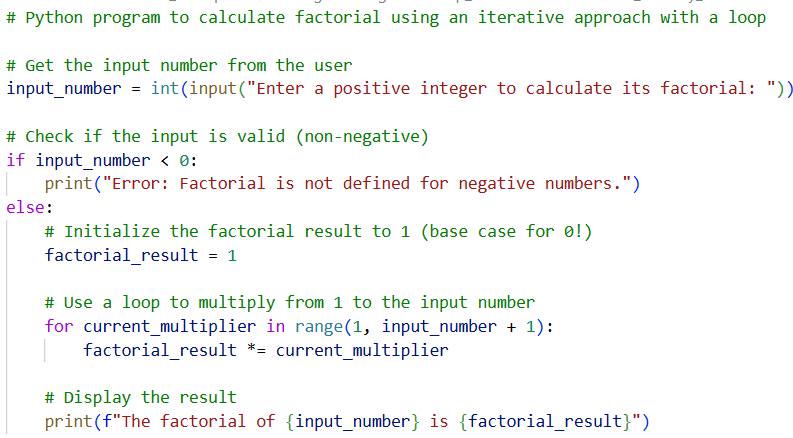 # Python program to calculate factorial using an iterative approach with a loop
# Get the input number from the user
input_number = int(input("Enter a positive integer to calculate its factorial: "))
# Check if the input is valid (non-negative)
if input_number < 0:
    print("Error: Factorial is not defined for negative numbers.")
else:
    # Initialize the factorial result to 1 (base case for 0!)
    factorial_result = 1
    # Use a loop to multiply from 1 to the input number
    for current_multiplier in range(1, input_number + 1):
        factorial_result *= current_multiplier
    # Display the result
    print(f"The factorial of {input_number} is {factorial_result}")